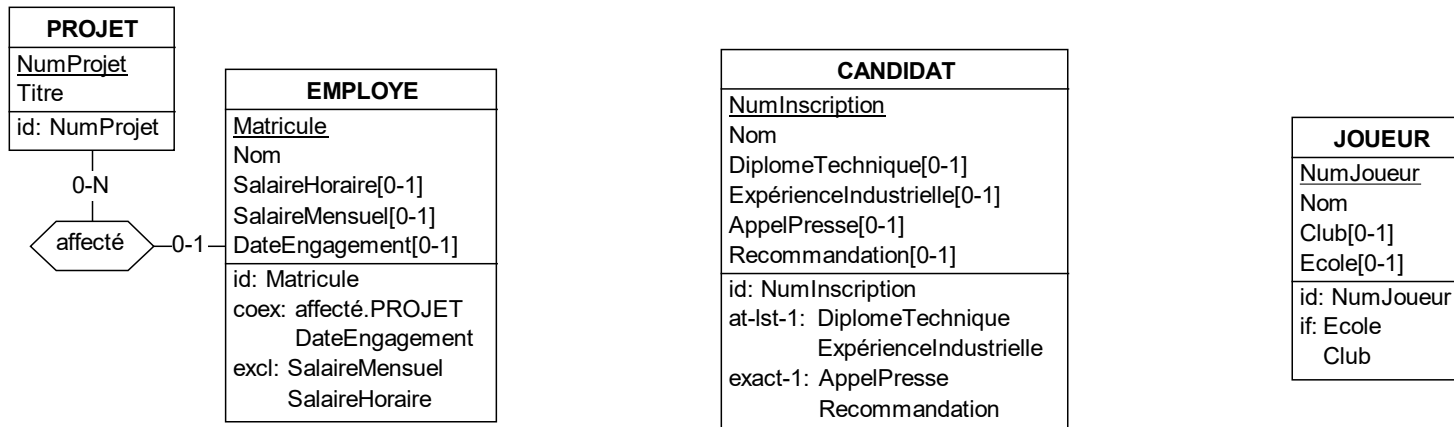 PROJET
NumProjet
Titre
id: NumProjet
0-N
affecté
0-1
EMPLOYE
Matricule
Nom
SalaireHoraire[0-1]
SalaireMensuel[0-1]
DateEngagement[0-1]
id: Matricule
coex: affecté.PROJET
DateEngagement
excl: SalaireMensuel
SalaireHoraire
CANDIDAT
NumInscription
Nom
DiplomeTechnique[0-1]
ExpérienceIndustrielle[0-1]
AppelPresse[0-1]
Recommandation[0-1]
id: NumInscription
at-lst-1: DiplomeTechnique
ExpérienceIndustrielle
exact-1: AppelPresse
Recommandation
JOUEUR
NumJoueur
Nom
Club[0-1]
Ecole[0-1]
id: NumJoueur
if: Ecole
Club